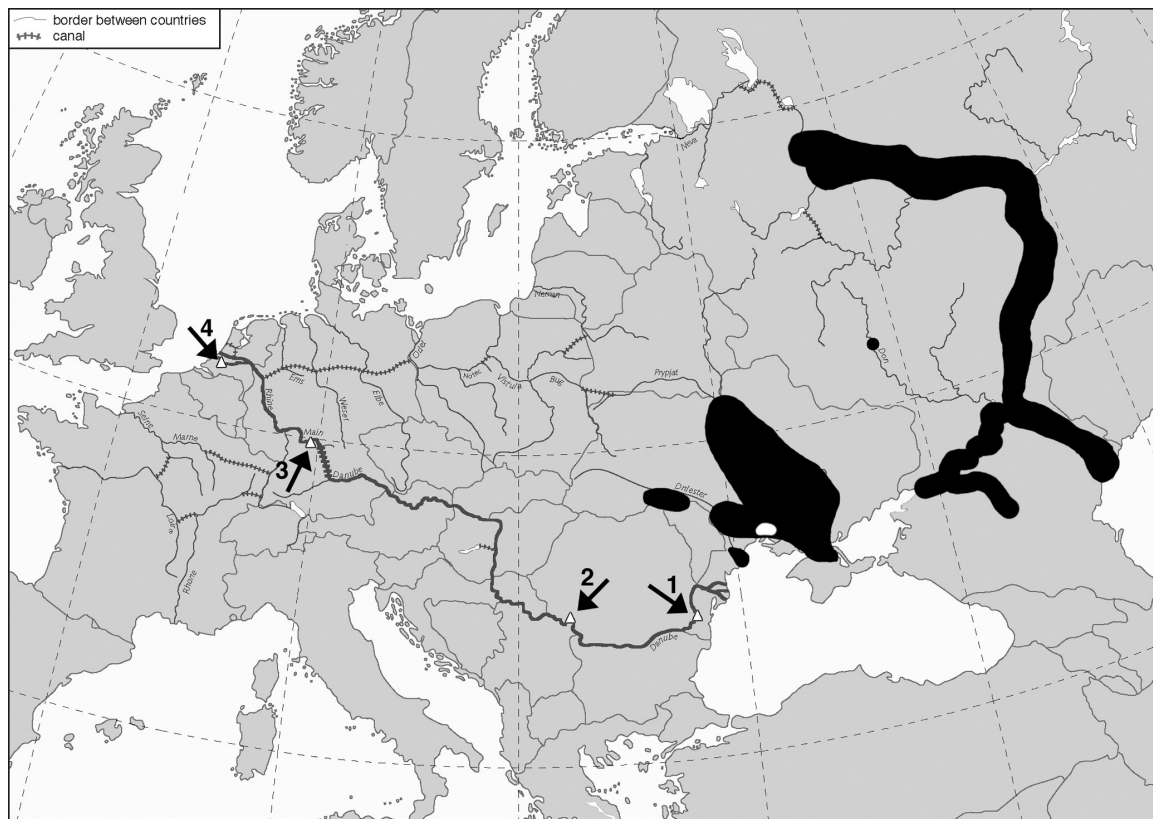 border between countries
canal
Neva
Neman
Don
4
Oder
Notec
Vistula
Bug
Prypjat
Ems
Elbe
Weser
Rhine
Seine
Main
Marne
3
Danube
Dniester
Loire
Rhone
2
1
Danube